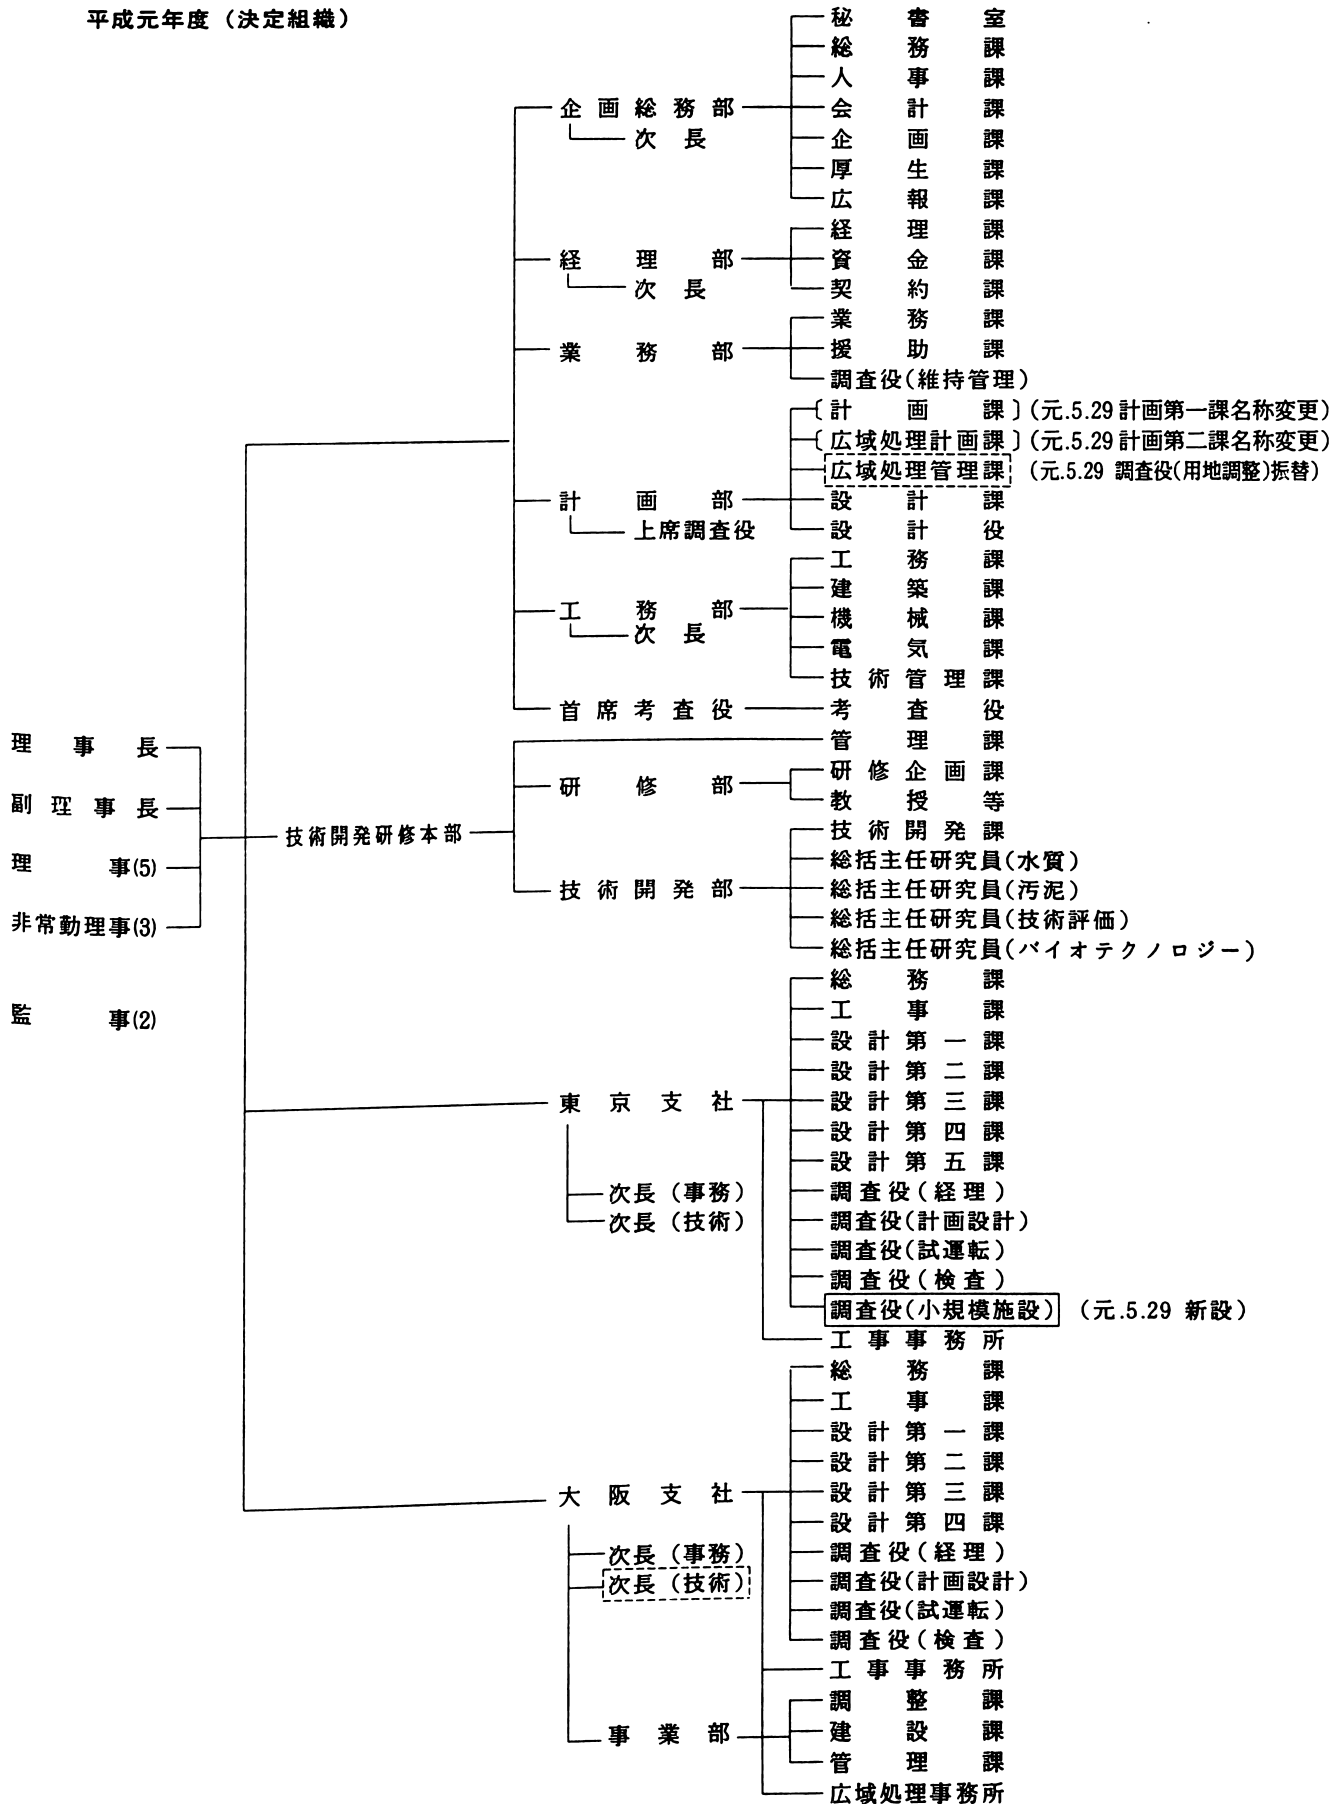 平成元年度（決定組織）
秘書室
総務課
人事課
企画総務部 会計課
次長 企画課
厚生課
広報課
経理課
経理部 資金課
次長 契約課
業務課
業務部 援助課
調査役(維持管理)
〔計画課〕(元.5.29計画第一課名称変更)
〔広域処理計画課〕(元.5.29計画第二課名称変更)
広域処理管理課 (元.5.29 調査役(用地調整)振替)
計画部 設計課
上席調査役 設計役
工務課
建築課
工務部 機械課
次長 電気課
技術管理課
首席考査役 考査役
理事長 管理課
研修部 研修企画課
副理事長 教授等
技術開発研修本部 技術開発課
理事(5) 総括主任研究員(水質)
技術開発部 総括主任研究員(汚泥)
非常勤理事(3) 総括主任研究員(技術評価)
総括主任研究員(バイオテクノロジー)
総務課
監事(2) 工事課
設計第一課
設計第二課
東京支社 設計第三課
設計第四課
設計第五課
次長（事務） 調査役(経理)
次長（技術） 調査役(計画設計)
調査役(試運転)
調査役(検査)
調査役(小規模施設) (元.5.29 新設)
工事事務所
総務課
工事課
設計第一課
設計第二課
大阪支社 設計第三課
設計第四課
次長（事務） 調査役(経理)
次長（技術） 調査役(計画設計)
調査役(試運転)
調査役(検査)
工事事務所
調整課
事業部 建設課
管理課
広域処理事務所